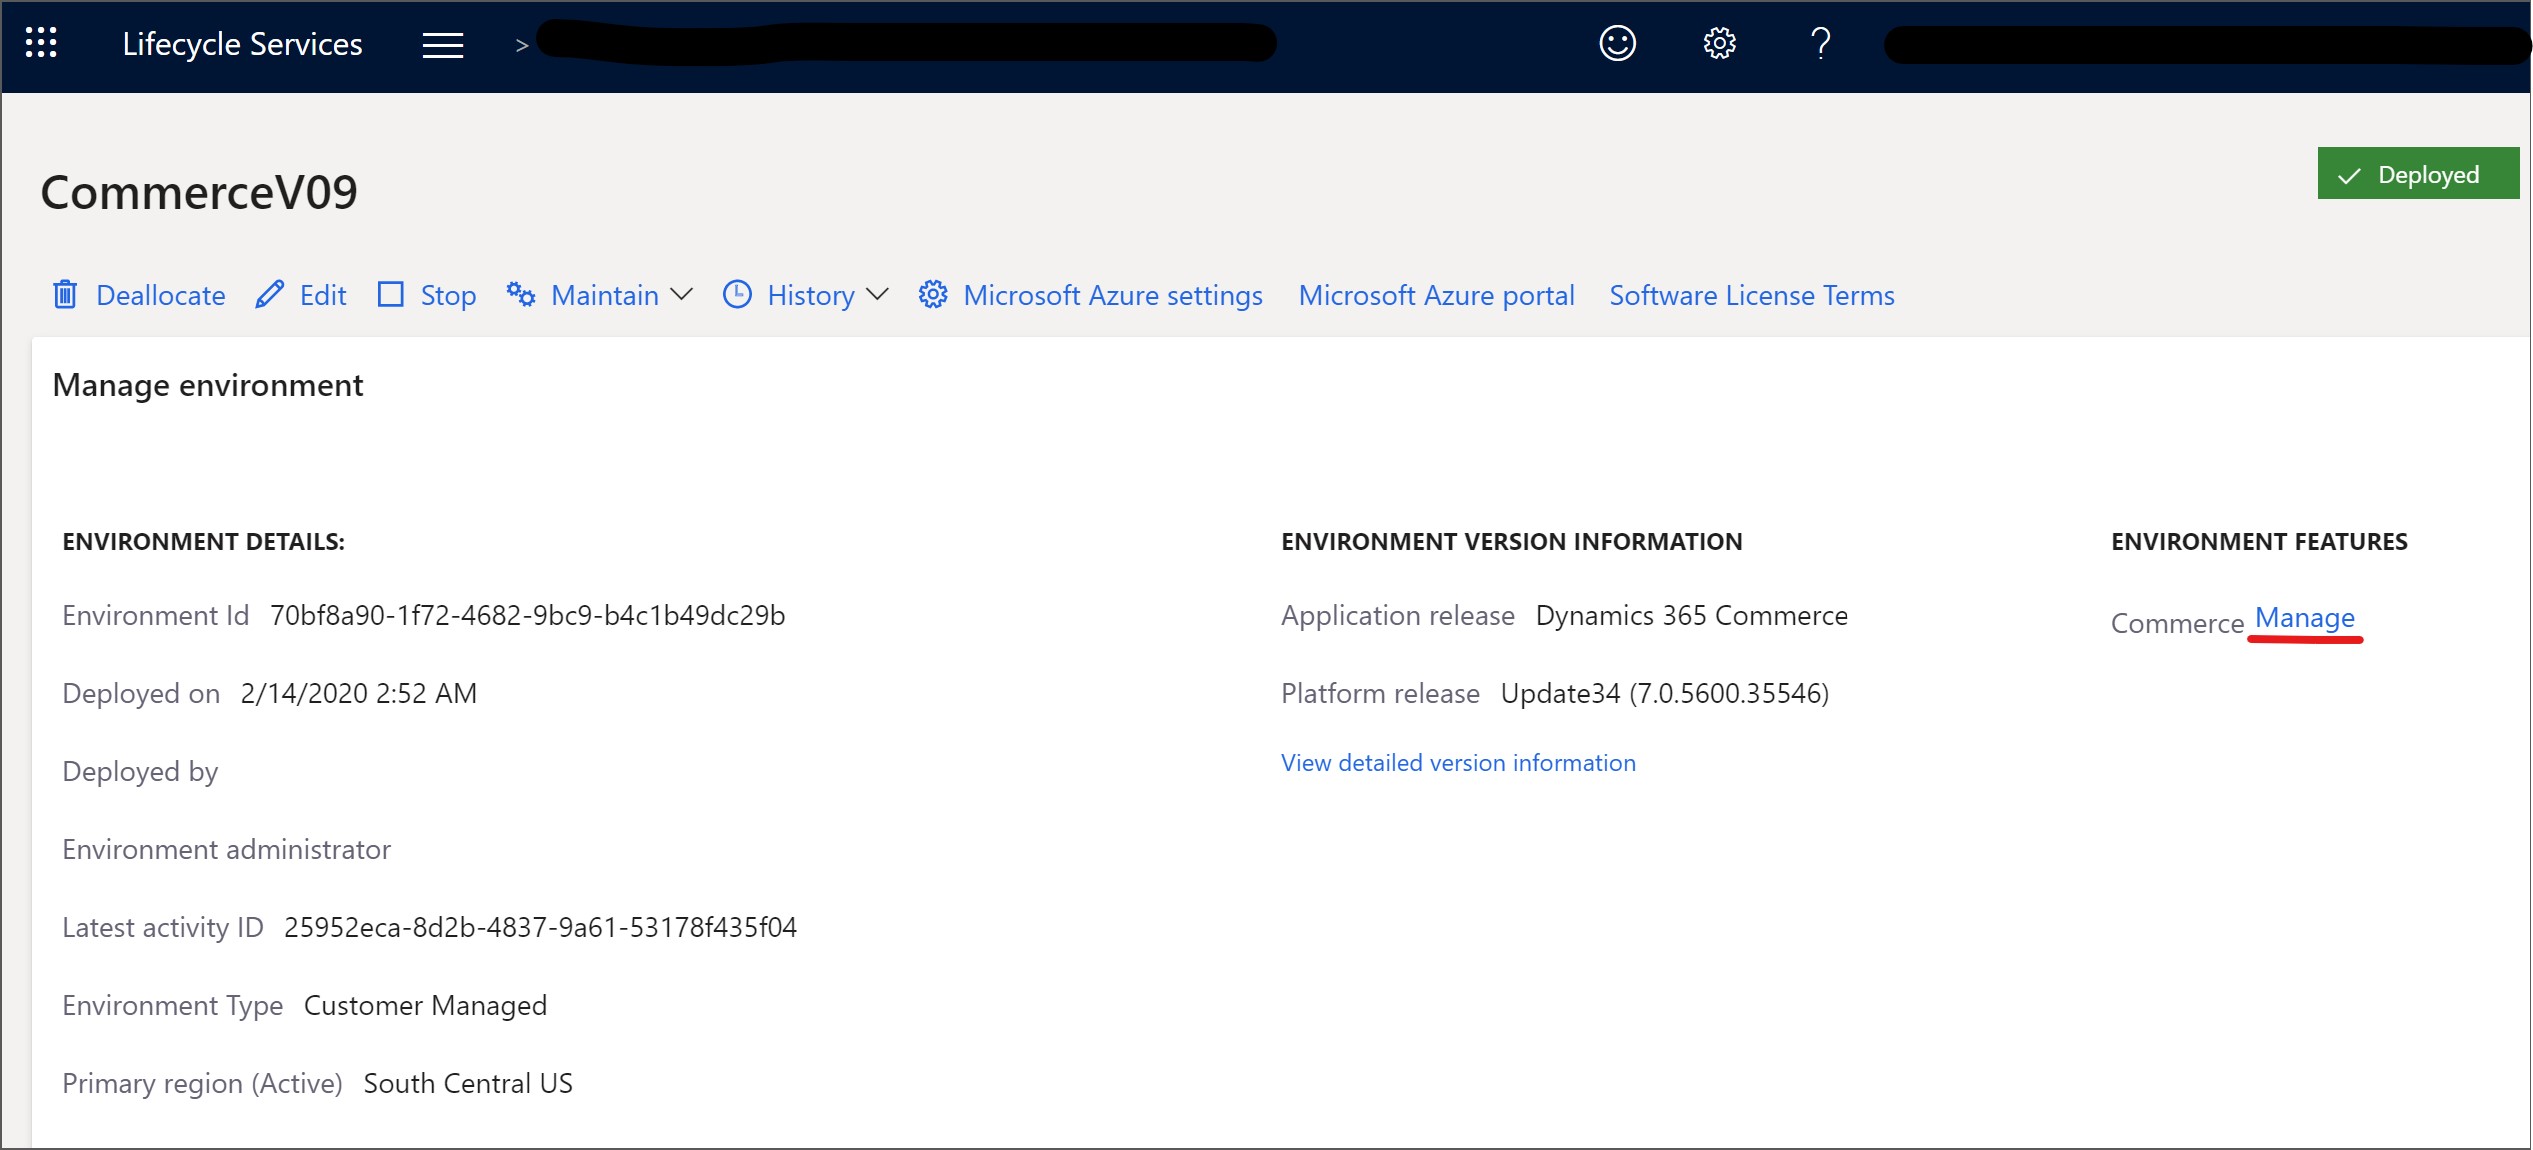 Lifecycle Services >
CommerceV09
Deployed
Deallocate Edit Stop Maintain History Microsoft Azure settings Microsoft Azure portal Software License Terms
Manage environment
ENVIRONMENT DETAILS:
Environment Id 70bf8a90-1f72-4682-9bc9-b4c1b49dc29b
Deployed on 2/14/2020 2:52 AM
Deployed by
Environment administrator
Latest activity ID 25952eca-8d2b-4837-9a61-53178f435f04
Environment Type Customer Managed
Primary region (Active) South Central US
ENVIRONMENT VERSION INFORMATION
Application release Dynamics 365 Commerce
Platform release Update34 (7.0.5600.35546)
View detailed version information
ENVIRONMENT FEATURES
Commerce Manage